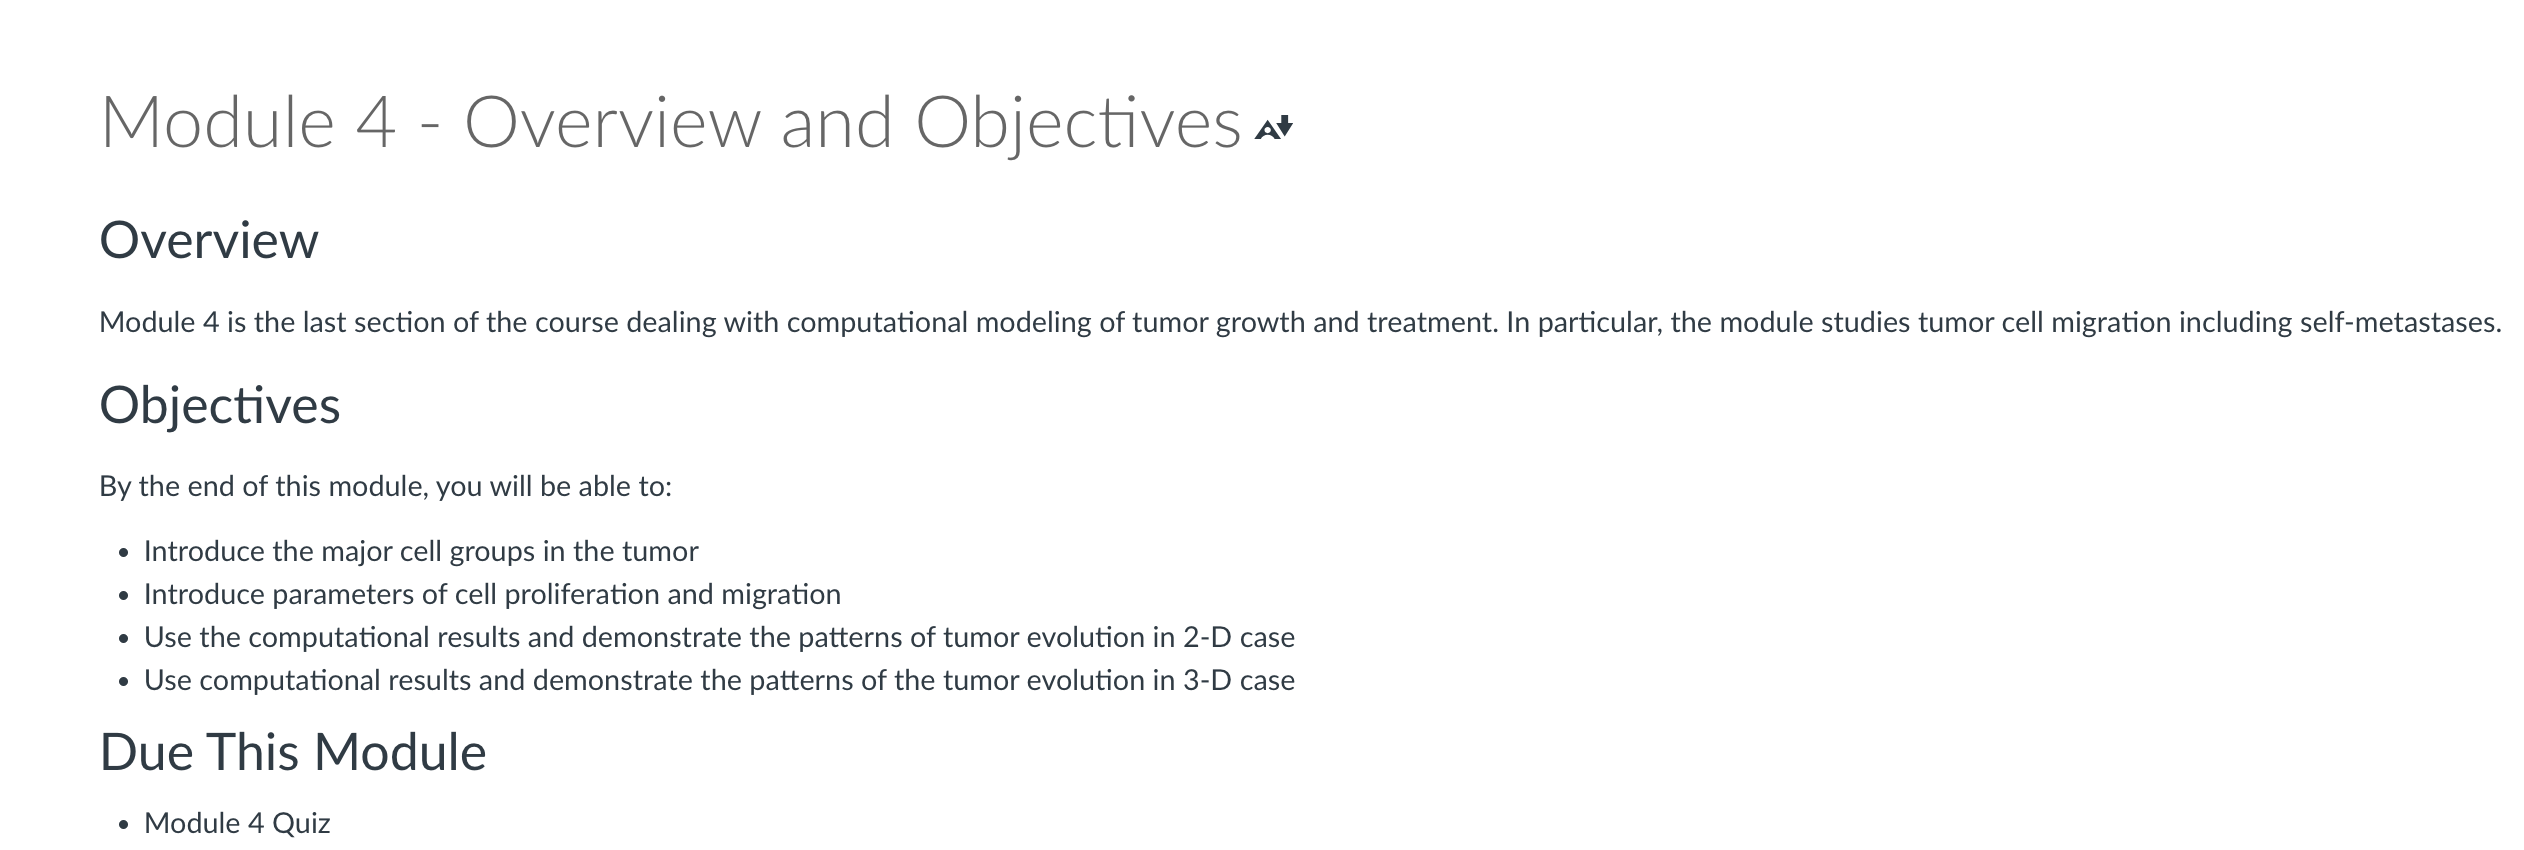 Module 4 - Overview and Objectives
Overview
Module 4 is the last section of the course dealing with computational modeling of tumor growth and treatment. In particular, the module studies tumor cell migration including self-metastases.
Objectives
By the end of this module, you will be able to:
• Introduce the major cell groups in the tumor
• Introduce parameters of cell proliferation and migration
• Use the computational results and demonstrate the patterns of tumor evolution in 2-D case
• Use computational results and demonstrate the patterns of the tumor evolution in 3-D case
Due This Module
• Module 4 Quiz